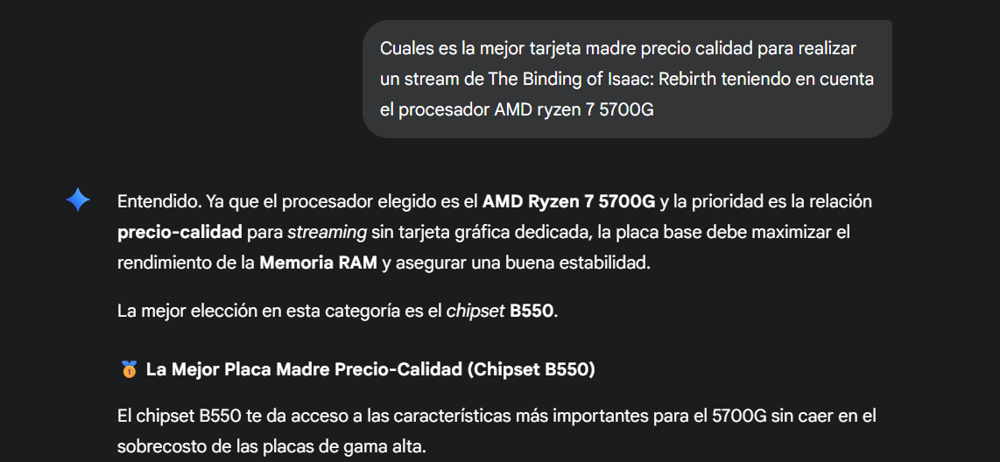 Cuales es la mejor tarjeta madre precio calidad para realizar
un stream de The Binding of Isaac: Rebirth teniendo en cuenta
el procesador AMD ryzen 7 5700G
Entendido. Ya que el procesador elegido es el AMD Ryzen 7 5700G y la prioridad es la relación
precio-calidad para streaming sin tarjeta gráfica dedicada, la placa base debe maximizar el
rendimiento de la Memoria RAM y asegurar una buena estabilidad.
La mejor elección en esta categoría es el chipset B550.
🥇 La Mejor Placa Madre Precio-Calidad (Chipset B550)
El chipset B550 te da acceso a las características más importantes para el 5700G sin caer en el
sobrecosto de las placas de gama alta.